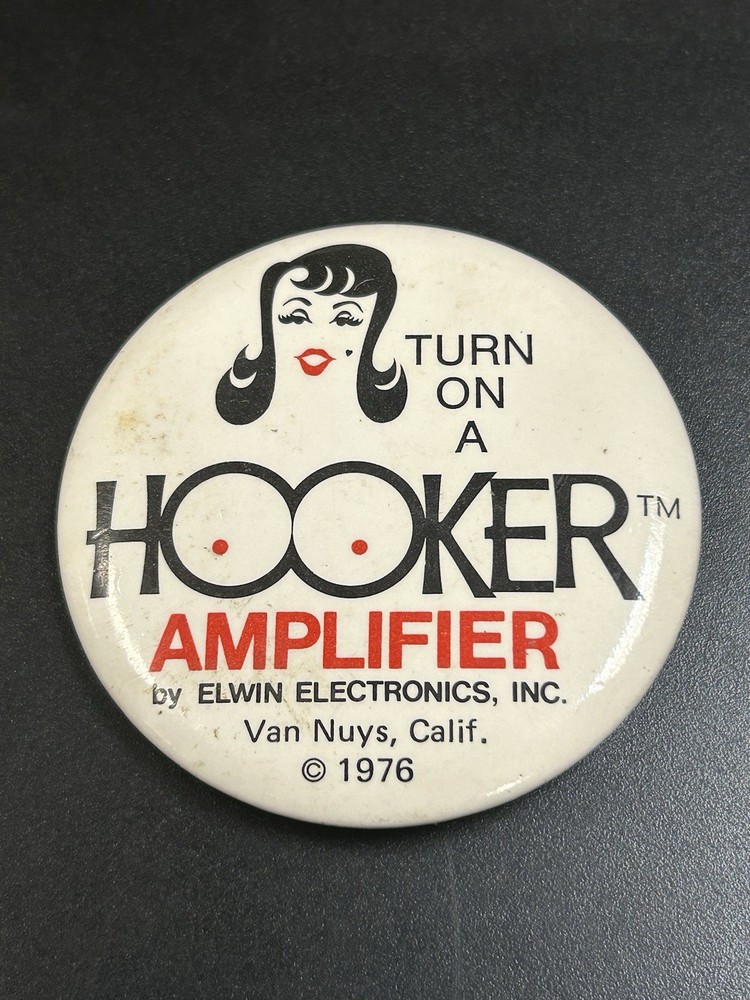 TURN
ON
A
HOOKER™
AMPLIFIER
by ELWIN ELECTRONICS, INC.
Van Nuys, Calif.
© 1976